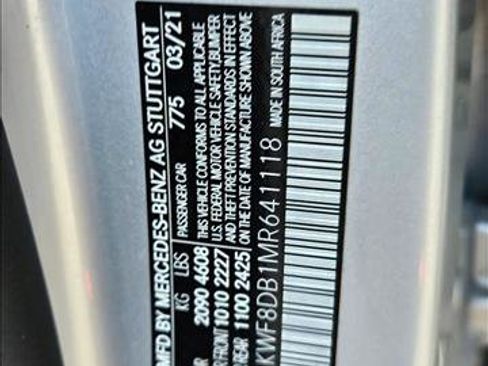 MFD BY MERCEDES-BENZ AG STUTTGART
PASSENGER CAR 775 03/21
KG LBS
2090 4608
1010 2227
REAR 1100 2425
THIS VEHICLE CONFORMS TO ALL APPLICABLE
U.S. FEDERAL MOTOR VEHICLE SAFETY,BUMPER
AND THEFT PREVENTION STANDARDS IN EFFECT
ON THE DATE OF MANUFACTURE SHOWN ABOVE
KWF8DB1MR641118
MADE IN SOUTH AFRICA